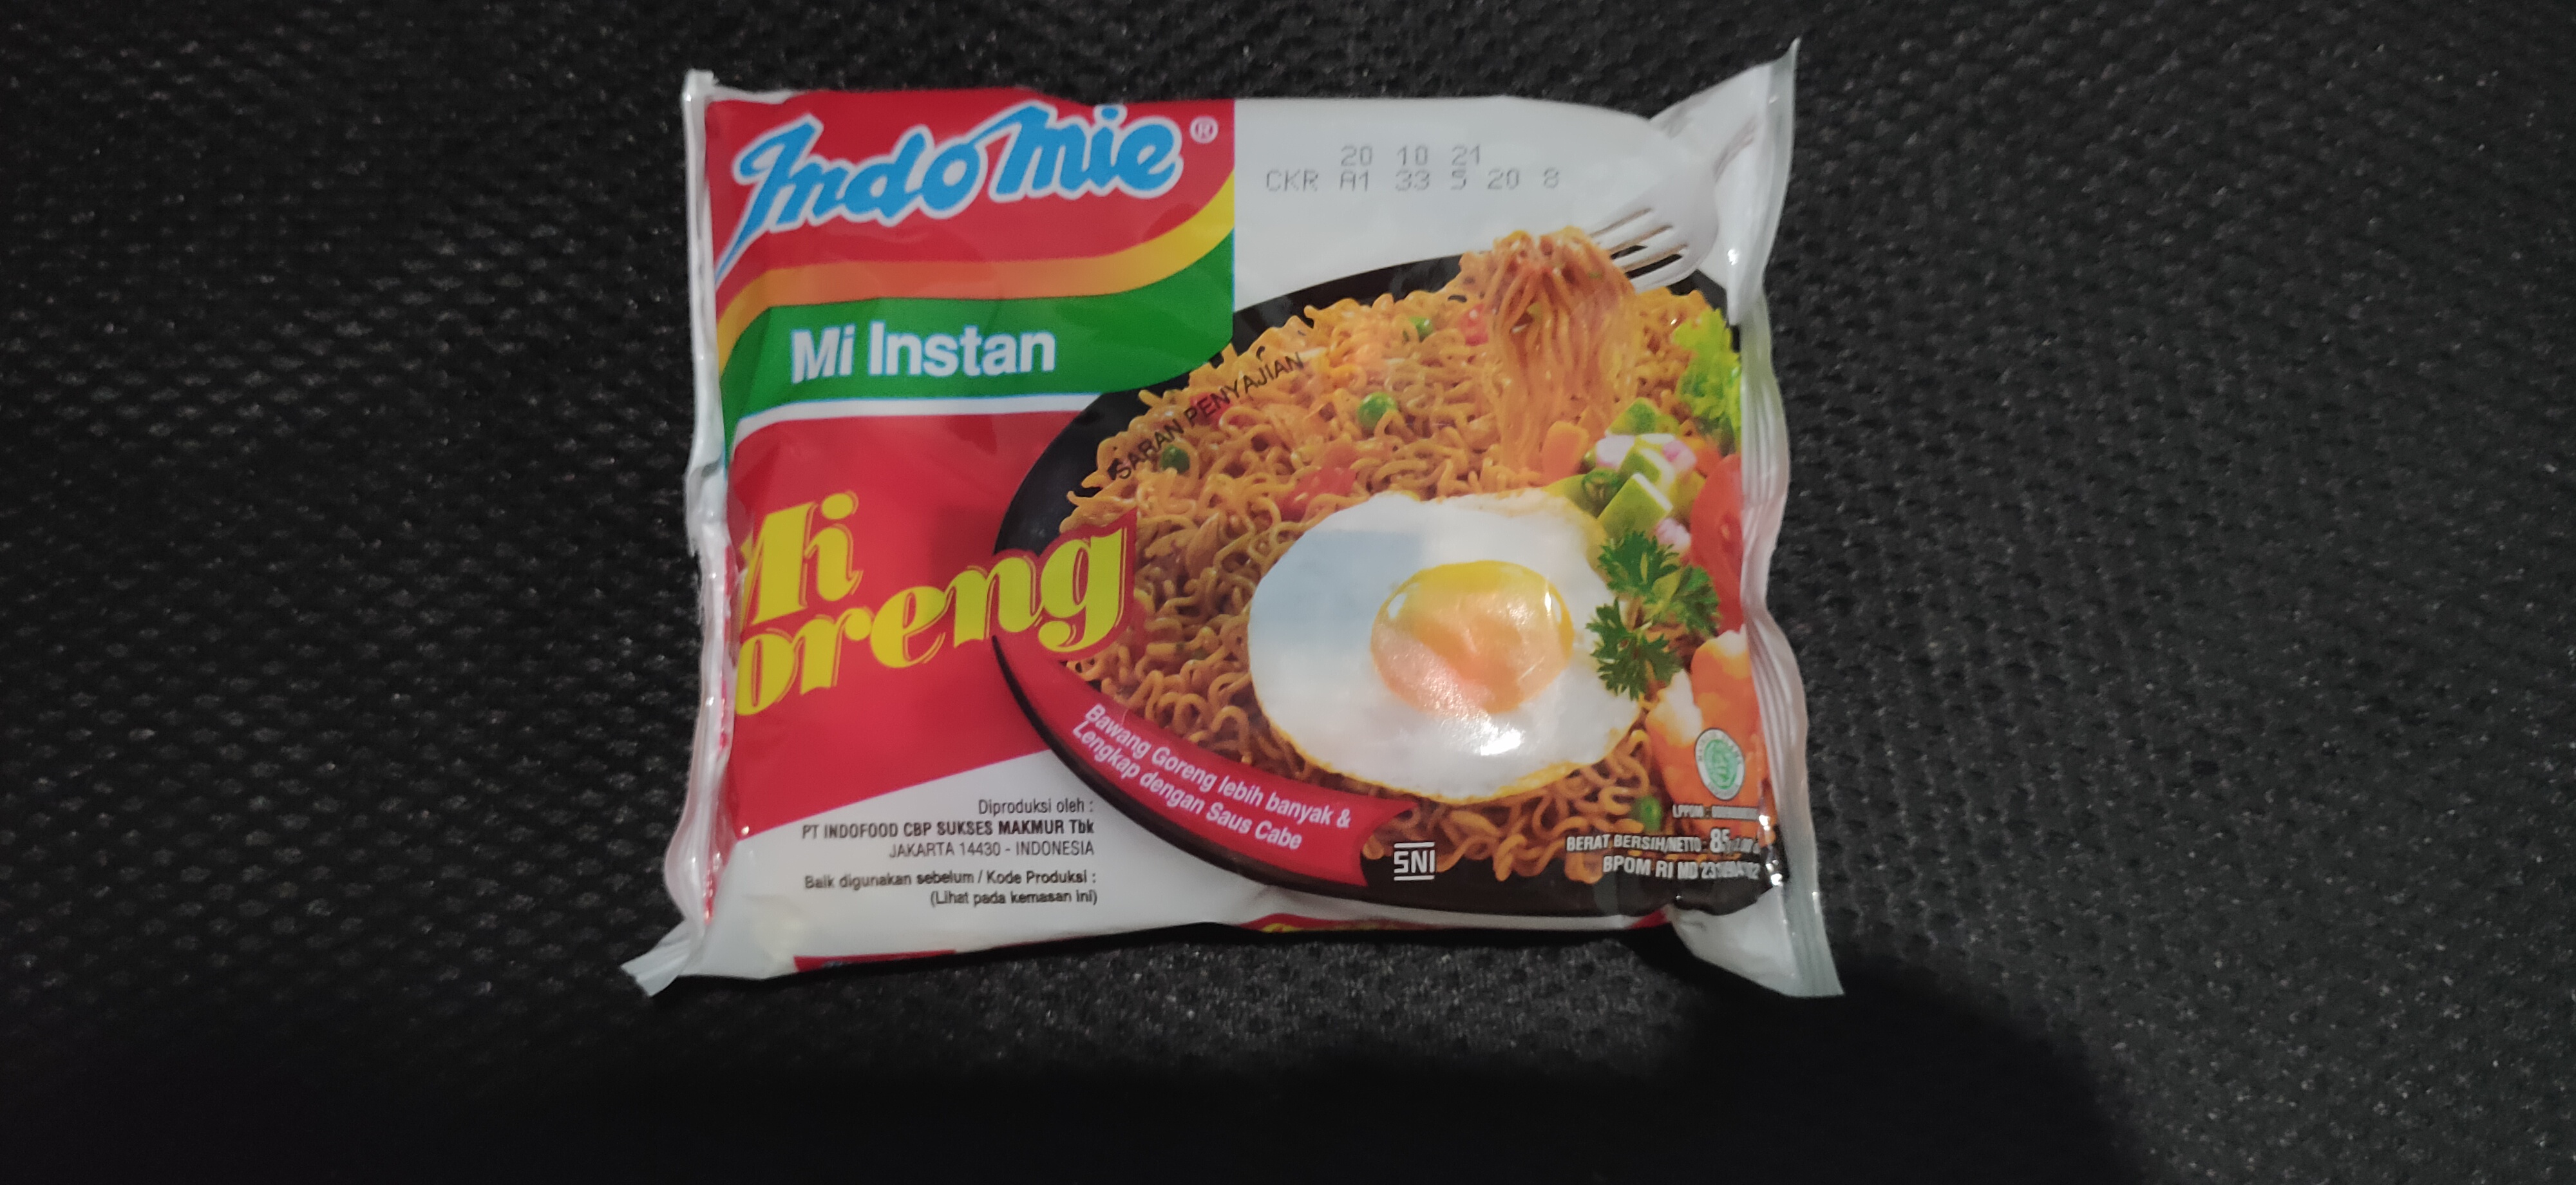 IndoMie®
20 10 21
CKR A1 33 5 20 8
Mi Instan
SARAN PENYAJIAN
Mi
oreng
Bawang Goreng lebih banyak &
Lengkap dengan Saus Cabe
Diproduksi oleh :
PT INDOFOOD CBP SUKSES MAKMUR Tbk
JAKARTA 14430 - INDONESIA
Baik digunakan sebelum / Kode Produksi :
(Lihat pada kemasan ini)
SNI
LPPOM :
BERAT BERSIH/NETTO : 85
BPOM RI MD